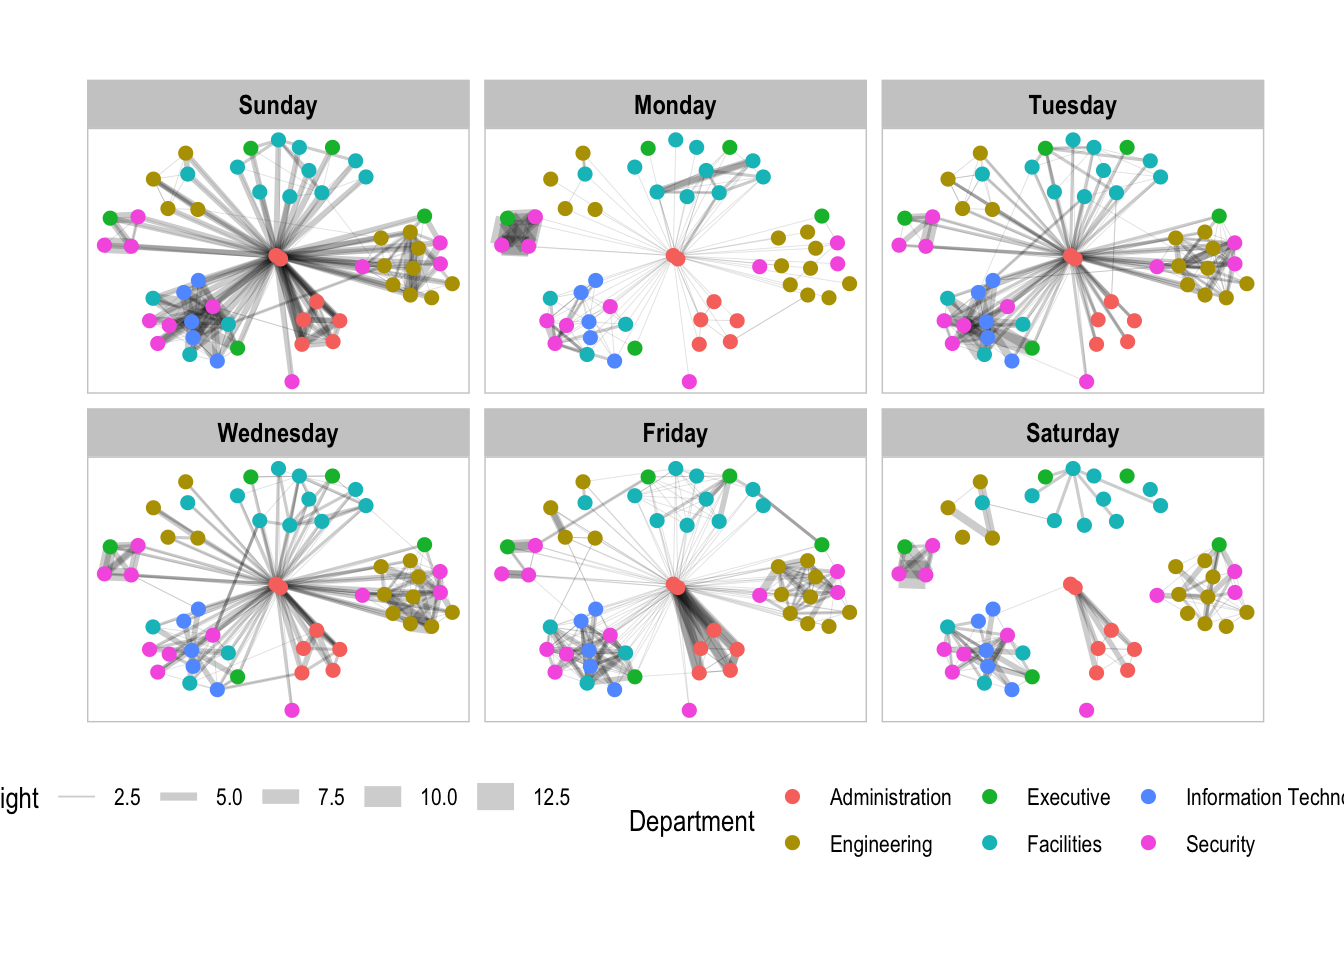 Sunday
Monday
Tuesday
Wednesday
Friday
Saturday
ight 2.5 5.0 7.5 10.0 12.5
Department
Administration Executive Information Techno
Engineering Facilities Security